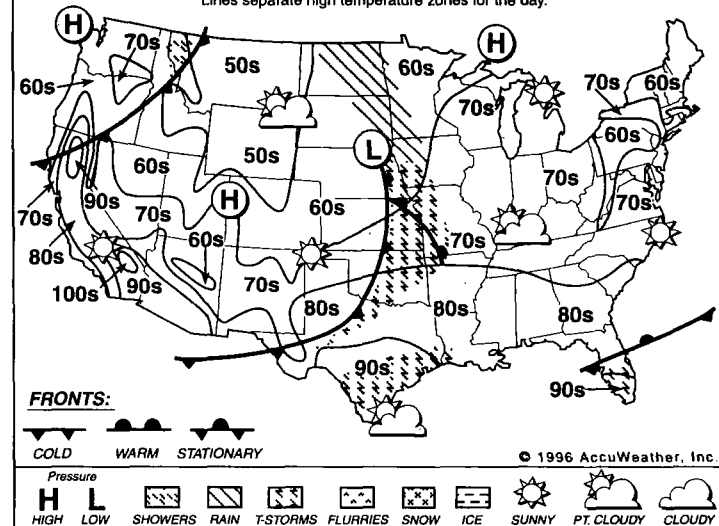 Lines separate high temperature zones for the day.
H
70s
50s
60s
H
60s
70s
70s
60s
60s
L
50s
60s
H
70s
90s
70s
60s
70s
60s
70s
70s
80s
100s
90s
70s
80s
80s
80s
90s
90s
FRONTS:
COLD WARM STATIONARY
© 1996 AccuWeather, Inc.
Pressure
H L
HIGH LOW SHOWERS RAIN T-STORMS FLURRIES SNOW ICE SUNNY PT. CLOUDY CLOUDY